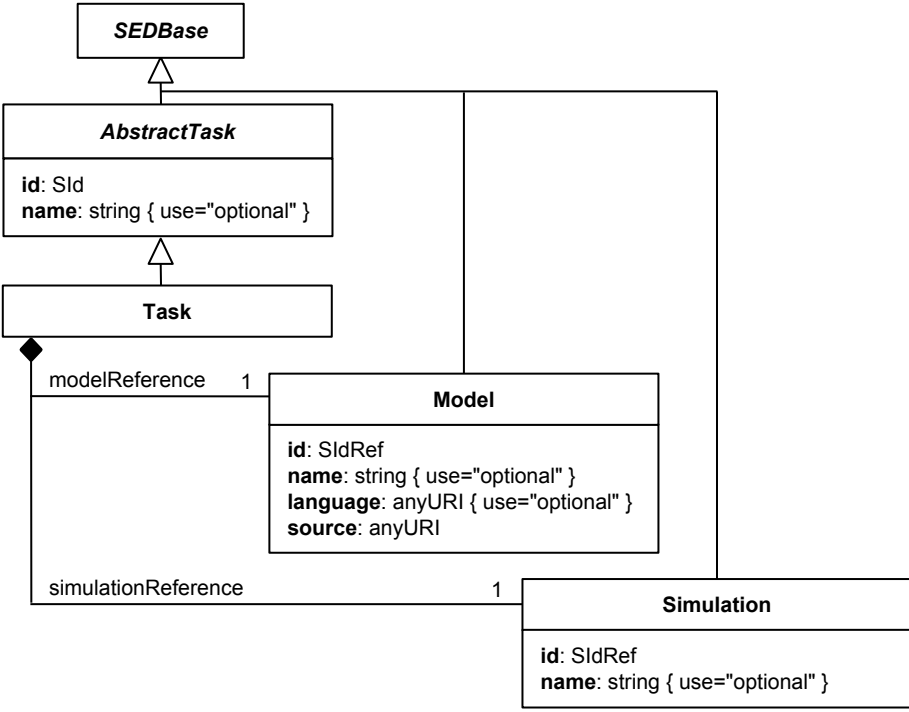 SEDBase
AbstractTask
id: SId
name: string { use="optional" }
Task
modelReference 1
Model
id: SIdRef
name: string { use="optional" }
language: anyURI { use="optional" }
source: anyURI
simulationReference 1
Simulation
id: SIdRef
name: string { use="optional" }